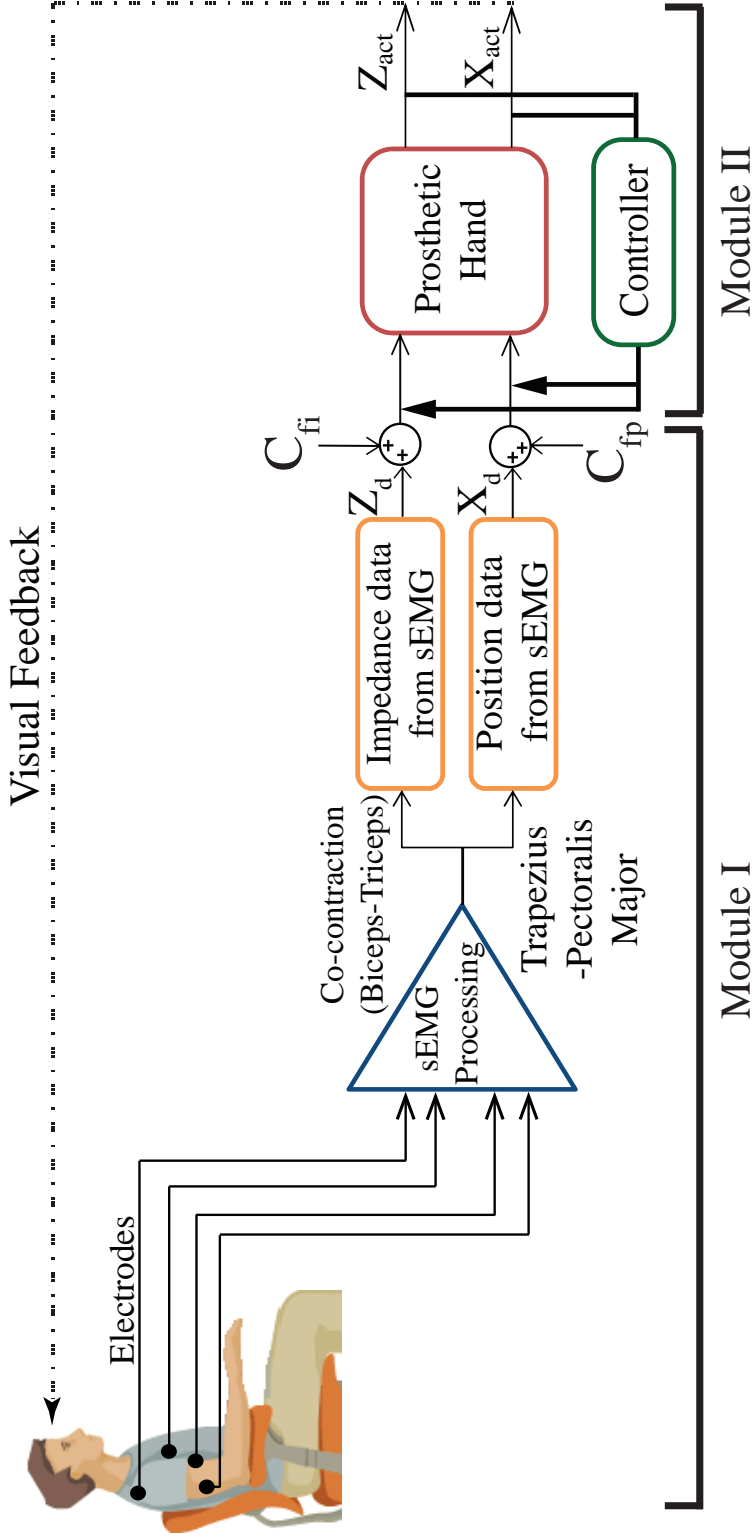 Visual Feedback
Electrodes
sEMG
Processing
Co-contraction
(Biceps-Triceps)
Trapezius
-Pectoralis
Major
Impedance data
from sEMG
Position data
from sEMG
Z_d
X_d
C_fi
C_fp
+
+
+
+
Prosthetic
Hand
Controller
Z_act
X_act
Module I
Module II